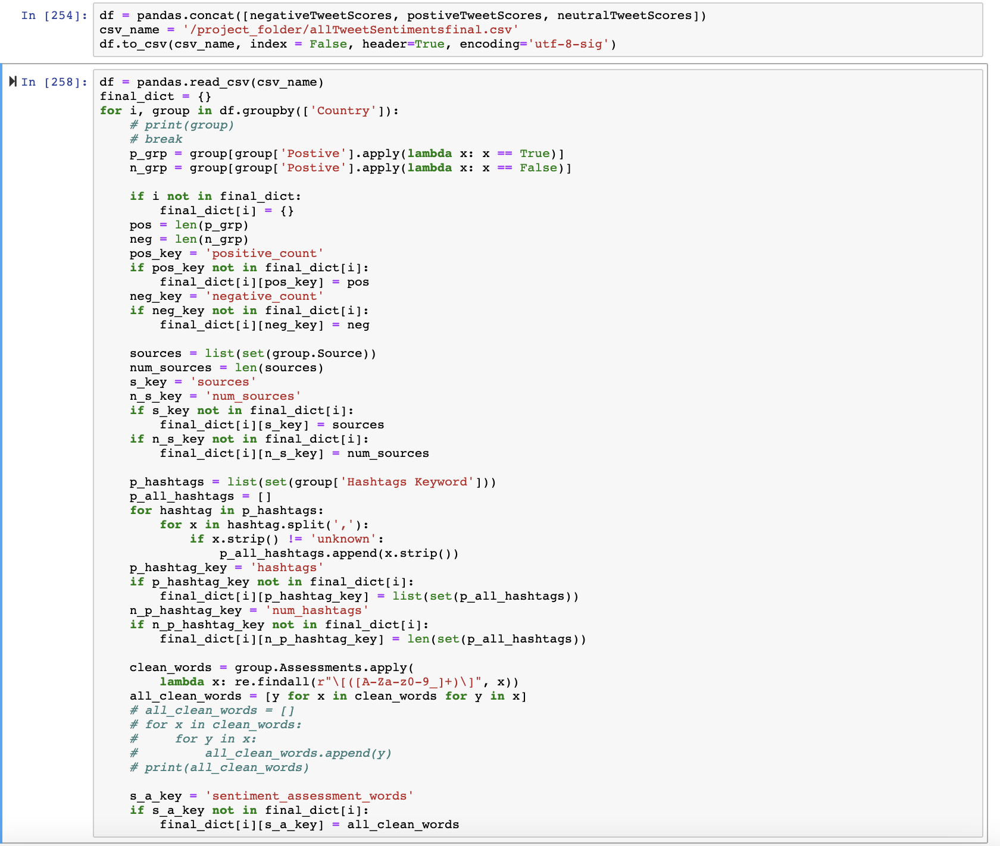 In [254]: df = pandas.concat([negativeTweetScores, postiveTweetScores, neutralTweetScores])
csv_name = '/project_folder/allTweetSentimentsfinal.csv'
df.to_csv(csv_name, index = False, header=True, encoding='utf-8-sig')
In [258]: df = pandas.read_csv(csv_name)
final_dict = {}
for i, group in df.groupby(['Country']):
    # print(group)
    # break
    p_grp = group[group['Postive'].apply(lambda x: x == True)]
    n_grp = group[group['Postive'].apply(lambda x: x == False)]

    if i not in final_dict:
        final_dict[i] = {}
    pos = len(p_grp)
    neg = len(n_grp)
    pos_key = 'positive_count'
    if pos_key not in final_dict[i]:
        final_dict[i][pos_key] = pos
    neg_key = 'negative_count'
    if neg_key not in final_dict[i]:
        final_dict[i][neg_key] = neg

    sources = list(set(group.Source))
    num_sources = len(sources)
    s_key = 'sources'
    n_s_key = 'num_sources'
    if s_key not in final_dict[i]:
        final_dict[i][s_key] = sources
    if n_s_key not in final_dict[i]:
        final_dict[i][n_s_key] = num_sources

    p_hashtags = list(set(group['Hashtags Keyword']))
    p_all_hashtags = []
    for hashtag in p_hashtags:
        for x in hashtag.split(','):
            if x.strip() != 'unknown':
                p_all_hashtags.append(x.strip())
    p_hashtag_key = 'hashtags'
    if p_hashtag_key not in final_dict[i]:
        final_dict[i][p_hashtag_key] = list(set(p_all_hashtags))
    n_p_hashtag_key = 'num_hashtags'
    if n_p_hashtag_key not in final_dict[i]:
        final_dict[i][n_p_hashtag_key] = len(set(p_all_hashtags))

    clean_words = group.Assessments.apply(
        lambda x: re.findall(r"\[([A-Za-z0-9_]+)\]", x))
    all_clean_words = [y for x in clean_words for y in x]
    # all_clean_words = []
    # for x in clean_words:
    #     for y in x:
    #         all_clean_words.append(y)
    # print(all_clean_words)

    s_a_key = 'sentiment_assessment_words'
    if s_a_key not in final_dict[i]:
        final_dict[i][s_a_key] = all_clean_words